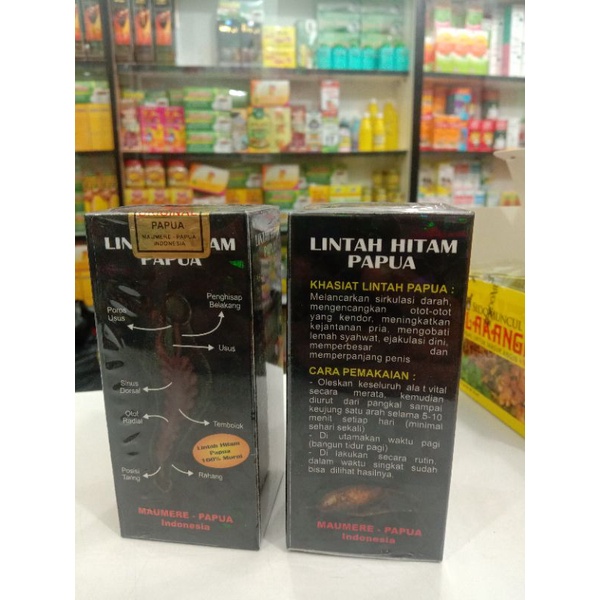 ORIGINAL
PAPUA
MAUMERE - PAPUA
INDONESIA
LIN
TAM
PAPUA
Penghisap
Belakang
Poros
Usus
Usus
Sinus
Dorsal
Otot
Radial
Tembolok
Lintah Hitam
Papua
100% Murni
Posisi
Taring
Rahang
MAUMERE - PAPUA
Indonesia
LINTAH HITAM
PAPUA
KHASIAT LINTAH PAPUA :
Melancarkan sirkulasi darah,
mengencangkan otot-otot
yang kendor, meningkatkan
kejantanan pria, mengobati
lemah syahwat, ejakulasi dini,
memperbesar dan
memperpanjang penis
CARA PEMAKAIAN :
- Oleskan keseluruh ala t vital
secara merata, kemudian
diurut dari pangkal sampai
keujung satu arah selama 5-10
menit setiap hari (minimal
sehari sekali)
- Di utamakan waktu pagi
(bangun tidur pagi)
- Di lakukan secara rutin,
dalam waktu singkat sudah
bisa dilihat hasilnya.
MAUMERE - PAPUA
Indonesia